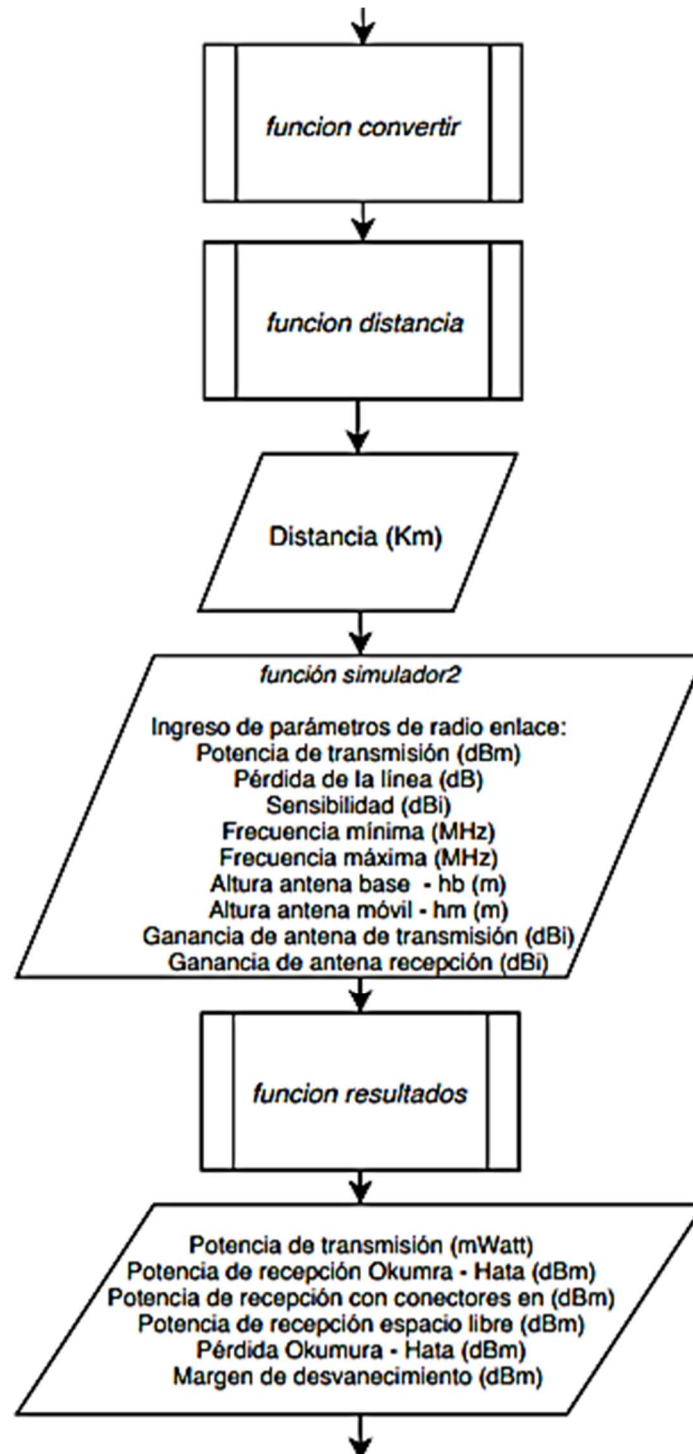 funcion convertir
funcion distancia
Distancia (Km)
función simulador2
Ingreso de parámetros de radio enlace:
Potencia de transmisión (dBm)
Pérdida de la línea (dB)
Sensibilidad (dBi)
Frecuencia mínima (MHz)
Frecuencia máxima (MHz)
Altura antena base - hb (m)
Altura antena móvil - hm (m)
Ganancia de antena de transmisión (dBi)
Ganancia de antena recepción (dBi)
funcion resultados
Potencia de transmisión (mWatt)
Potencia de recepción Okumra - Hata (dBm)
Potencia de recepción con conectores en (dBm)
Potencia de recepción espacio libre (dBm)
Pérdida Okumura - Hata (dBm)
Margen de desvanecimiento (dBm)